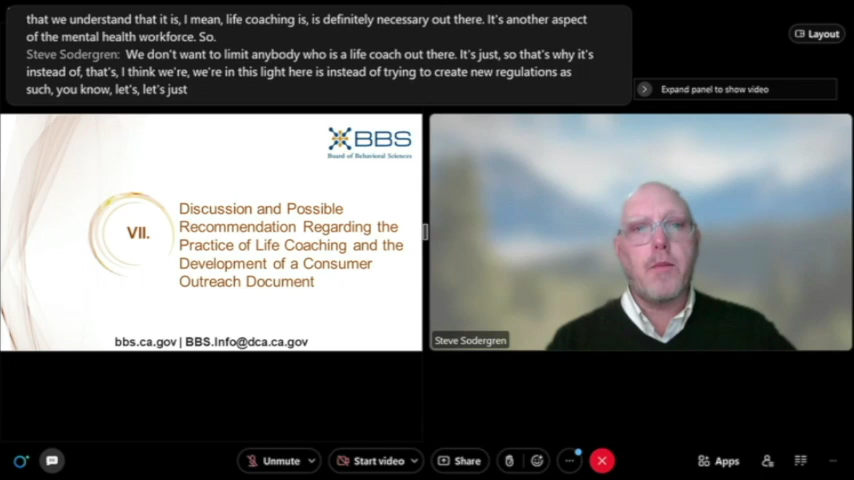 that we understand that it is, I mean, life coaching is, is definitely necessary out there. It's another aspect
of the mental health workforce. So.
Steve Sodergren: We don't want to limit anybody who is a life coach out there. It's just, so that's why it's
instead of, that's, I think we're, we're in this light here is instead of trying to create new regulations as
such, you know, let's, let's just
Layout
Expand panel to show video
BBS
Board of Behavioral Sciences
VII.
Discussion and Possible
Recommendation Regarding the
Practice of Life Coaching and the
Development of a Consumer
Outreach Document
bbs.ca.gov | BBS.Info@dca.ca.gov
Steve Sodergren
Unmute
Start video
Share
Apps